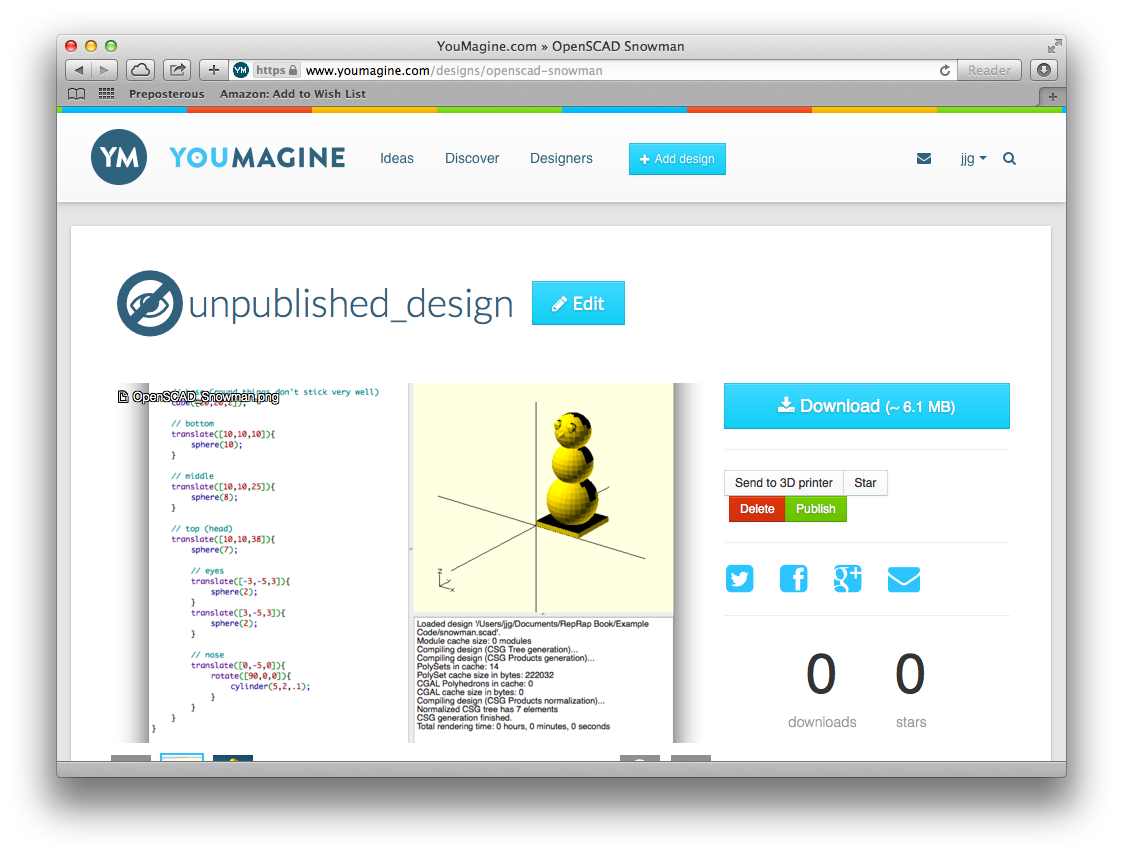 YouMagine.com » OpenSCAD Snowman
https www.youmagine.com/designs/openscad-snowman Reader
Preposterous Amazon: Add to Wish List
YM YOUMAGINE Ideas Discover Designers + Add design jjg
unpublished_design Edit
OpenSCAD_Snowman.png
(round things don't stick very well)
// bottom
translate([10,10,10]){
sphere(10);
}
// middle
translate([10,10,25]){
sphere(8);
}
// top (head)
translate([10,10,38]){
sphere(7);
// eyes
translate([-3,-5,3]){
sphere(2);
}
translate([3,-5,3]){
sphere(2);
}
// nose
translate([0,-5,0]){
rotate([90,0,0]){
cylinder(5,2,.1);
}
}
}
}
Z
Y
X
Loaded design '/Users/jjg/Documents/RepRap Book/Example
Code/snowman.scad'.
Module cache size: 0 modules
Compiling design (CSG Tree generation)...
Compiling design (CSG Products generation)...
PolySets in cache: 14
PolySet cache size in bytes: 222032
CGAL Polyhedrons in cache: 0
CGAL cache size in bytes: 0
Compiling design (CSG Products normalization)...
Normalized CSG tree has 7 elements
CSG generation finished.
Total rendering time: 0 hours, 0 minutes, 0 seconds
Download (~ 6.1 MB)
Send to 3D printer Star
Delete Publish
0 0
downloads stars